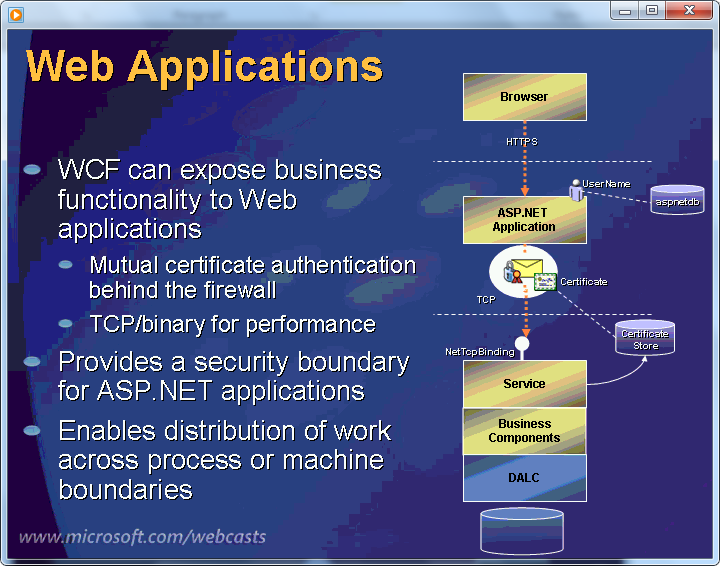 Web Applications
WCF can expose business
functionality to Web
applications
Mutual certificate authentication
behind the firewall
TCP/binary for performance
Provides a security boundary
for ASP.NET applications
Enables distribution of work
across process or machine
boundaries
Browser
HTTPS
UserName
aspnetdb
ASP.NET
Application
Certificate
TCP
Certificate
Store
NetTcpBinding
Service
Business
Components
DALC
www.microsoft.com/webcasts